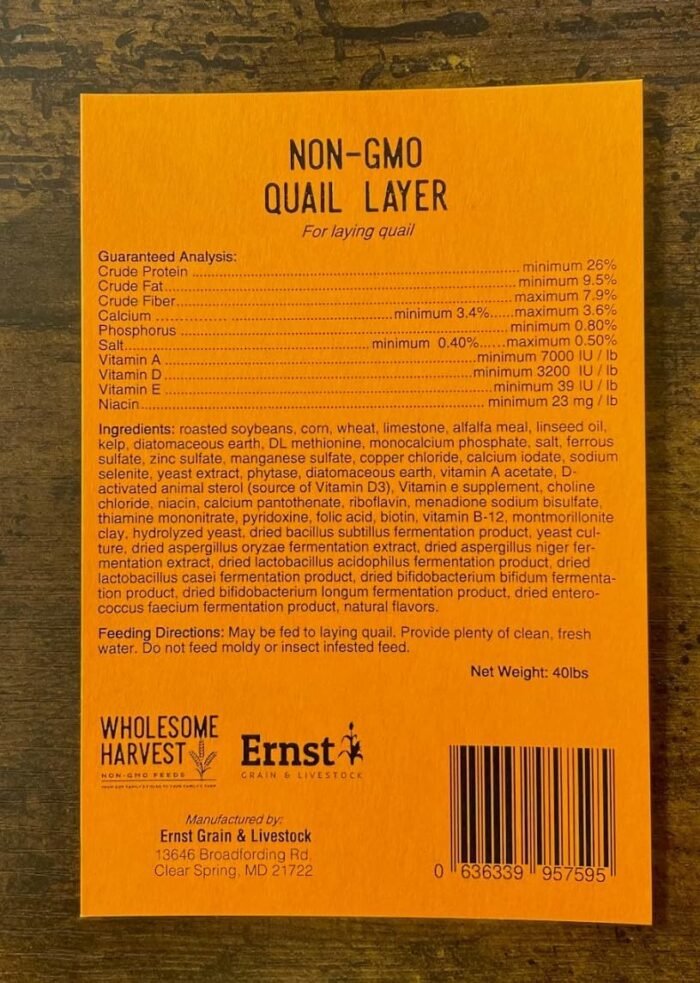 NON-GMO
QUAIL LAYER
For laying quail
Guaranteed Analysis:
Crude Protein ........ minimum 26%
Crude Fat ........ minimum 9.5%
Crude Fiber ........ maximum 7.9%
Calcium ........ minimum 3.4%......maximum 3.6%
Phosphorus ........ minimum 0.80%
Salt ........ minimum 0.40%......maximum 0.50%
Vitamin A ........ minimum 7000 IU / lb
Vitamin D ........ minimum 3200 IU / lb
Vitamin E ........ minimum 39 IU / lb
Niacin ........ minimum 23 mg / lb
Ingredients: roasted soybeans, corn, wheat, limestone, alfalfa meal, linseed oil,
kelp, diatomaceous earth, DL methionine, monocalcium phosphate, salt, ferrous
sulfate, zinc sulfate, manganese sulfate, copper chloride, calcium iodate, sodium
selenite, yeast extract, phytase, diatomaceous earth, vitamin A acetate, D-
activated animal sterol (source of Vitamin D3), Vitamin e supplement, choline
chloride, niacin, calcium pantothenate, riboflavin, menadione sodium bisulfate,
thiamine mononitrate, pyridoxine, folic acid, biotin, vitamin B-12, montmorillonite
clay, hydrolyzed yeast, dried bacillus subtillus fermentation product, yeast cul-
ture, dried aspergillus oryzae fermentation extract, dried aspergillus niger fer-
mentation extract, dried lactobacillus acidophilus fermentation product, dried
lactobacillus casei fermentation product, dried bifidobacterium bifidum fermenta-
tion product, dried bifidobacterium longum fermentation product, dried entero-
coccus faecium fermentation product, natural flavors.
Feeding Directions: May be fed to laying quail. Provide plenty of clean, fresh
water. Do not feed moldy or insect infested feed.
Net Weight: 40lbs
WHOLESOME
HARVEST
NON-GMO FEEDS
Ernst
GRAIN & LIVESTOCK
Manufactured by:
Ernst Grain & Livestock
13646 Broadfording Rd.
Clear Spring, MD 21722
0 636339 957595